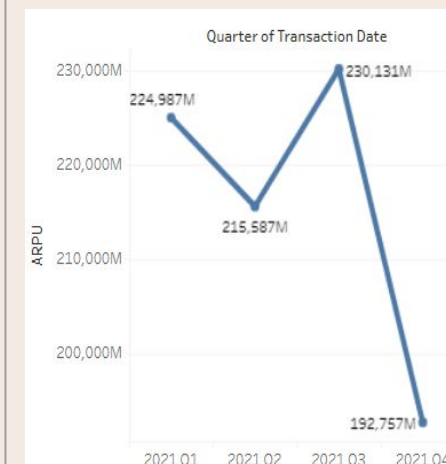 Quarter of Transaction Date
230,000M
230,131M
224,987M
220,000M
215,587M
ARPU
210,000M
200,000M
192,757M
2021 Q1 2021 Q2 2021 Q3 2021 Q4